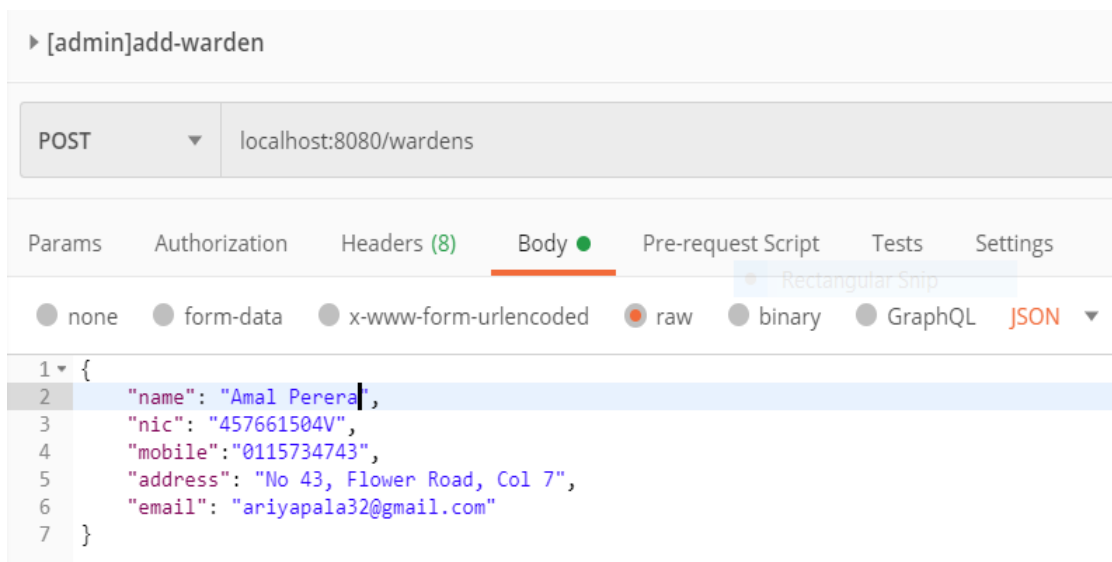 [admin]add-warden
POST localhost:8080/wardens
Params Authorization Headers (8) Body Pre-request Script Tests Settings
Rectangular Snip
none form-data x-www-form-urlencoded raw binary GraphQL JSON
1 {
2 "name": "Amal Perera",
3 "nic": "457661504V",
4 "mobile":"0115734743",
5 "address": "No 43, Flower Road, Col 7",
6 "email": "ariyapala32@gmail.com"
7 }